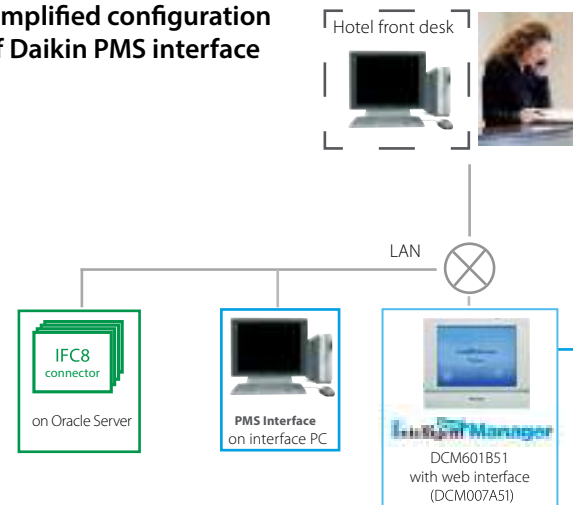 mplified configuration
f Daikin PMS interface
Hotel front desk
LAN
IFC8
connector
on Oracle Server
PMS Interface
on interface PC
Manager
DCM601B51
with web interface
(DCM007A51)